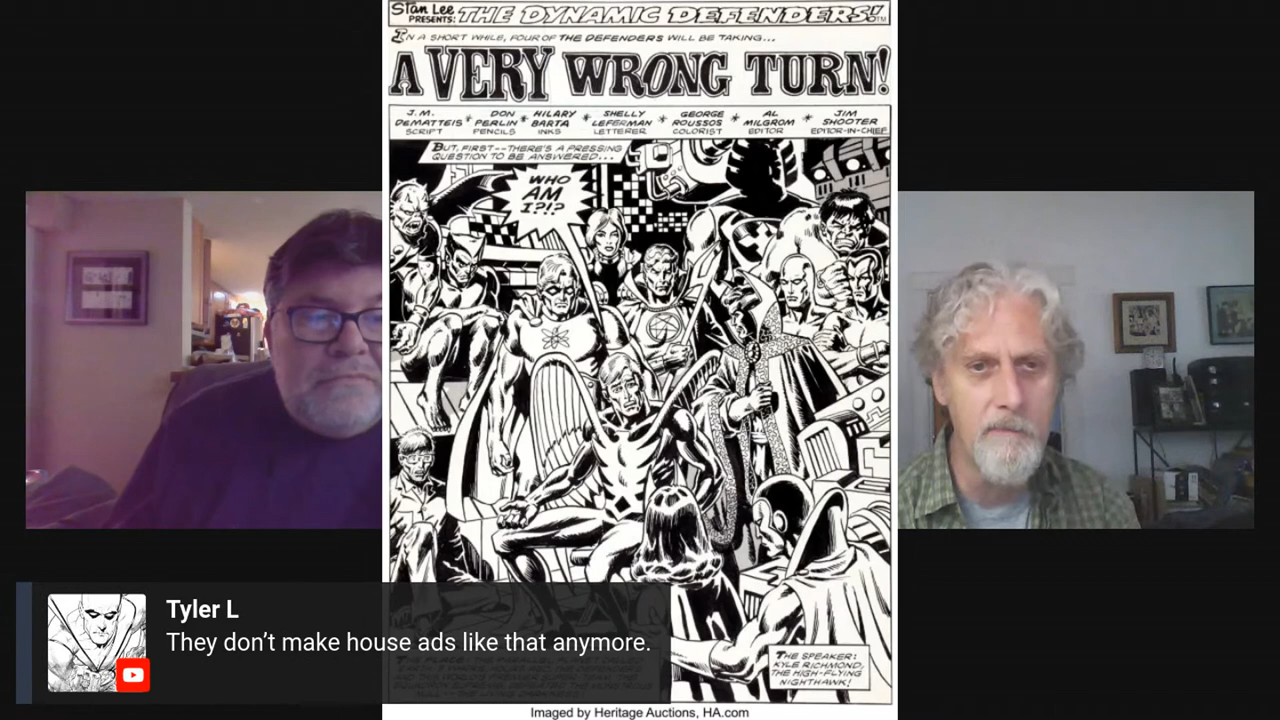 Stan Lee
PRESENTS: THE DYNAMIC DEFENDERS! TM
IN A SHORT WHILE, FOUR OF THE DEFENDERS WILL BE TAKING...
A VERY WRONG TURN!
J.M. DEMATTEIS SCRIPT * DON PERLIN PENCILS * HILARY BARTA INKS * SHELLY LEFERMAN LETTERER * GEORGE ROUSSOS COLORIST * AL MILGROM EDITOR * JIM SHOOTER EDITOR-IN-CHIEF
BUT, FIRST--THERE'S A PRESSING
QUESTION TO BE ANSWERED...
WHO
AM
I?!?
Tyler L
They don't make house ads like that anymore.
THE SPEAKER:
KYLE RICHMOND,
THE HIGH-FLYING
NIGHTHAWK!
Imaged by Heritage Auctions, HA.com